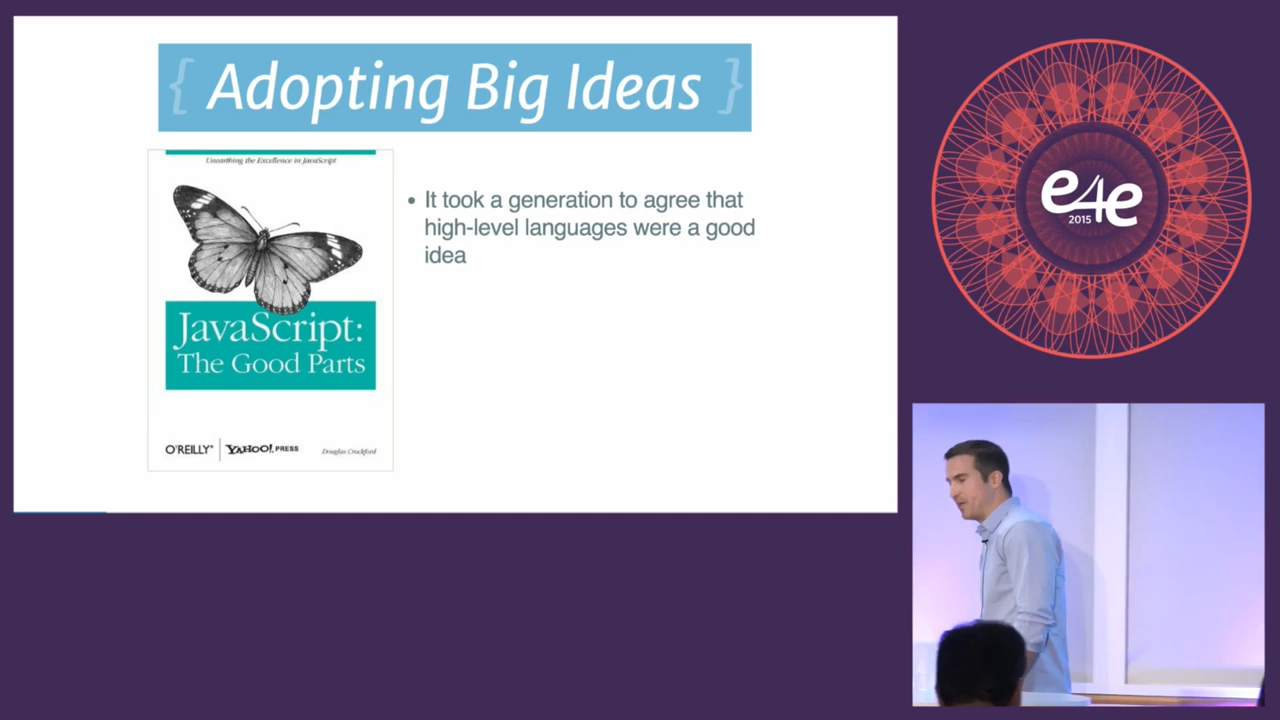 { Adopting Big Ideas }
Unearthing the Excellence in JavaScript
JavaScript:
The Good Parts
O'REILLY® YAHOO! PRESS Douglas Crockford
• It took a generation to agree that
high-level languages were a good
idea
e4e
2015